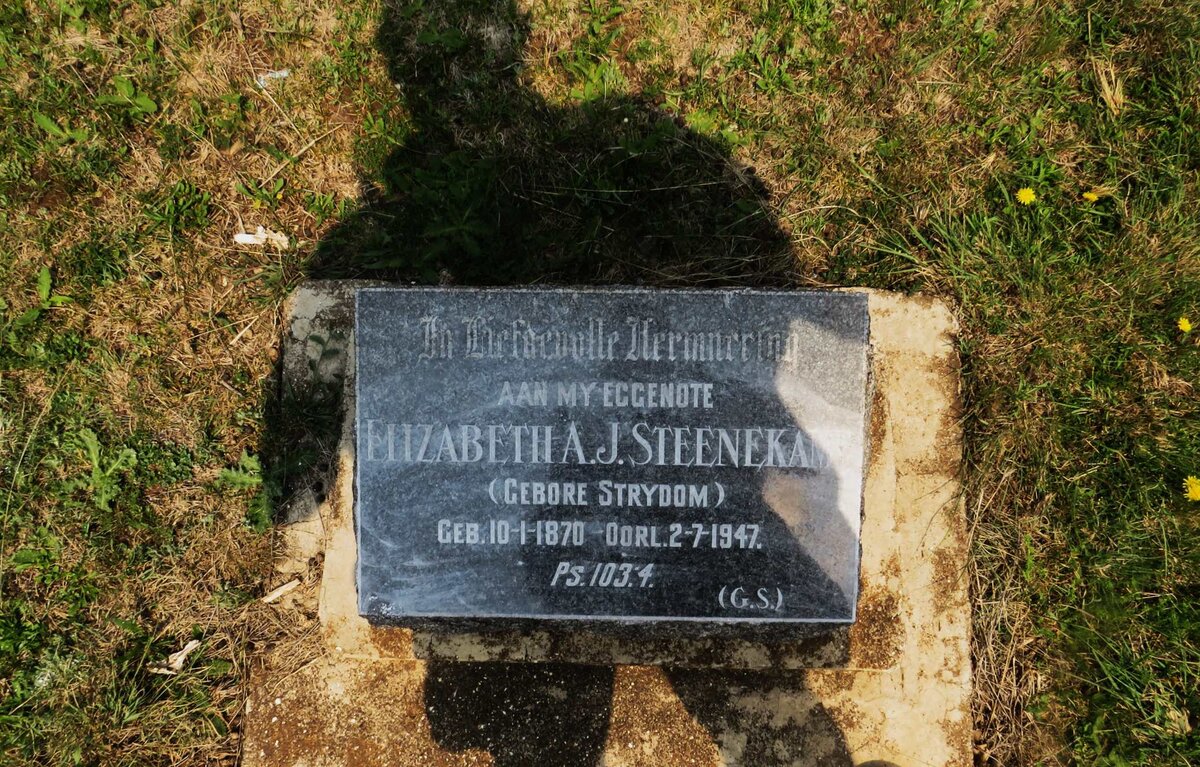 In Liefdevolle Herinnering
AAN MY EGGENOTE
ELIZABETH A. J. STEENEKAMP
(GEBORE STRYDOM)
GEB. 10-1-1870 - OORL. 2-7-1947.
PS. 103:4.
(G.S.)